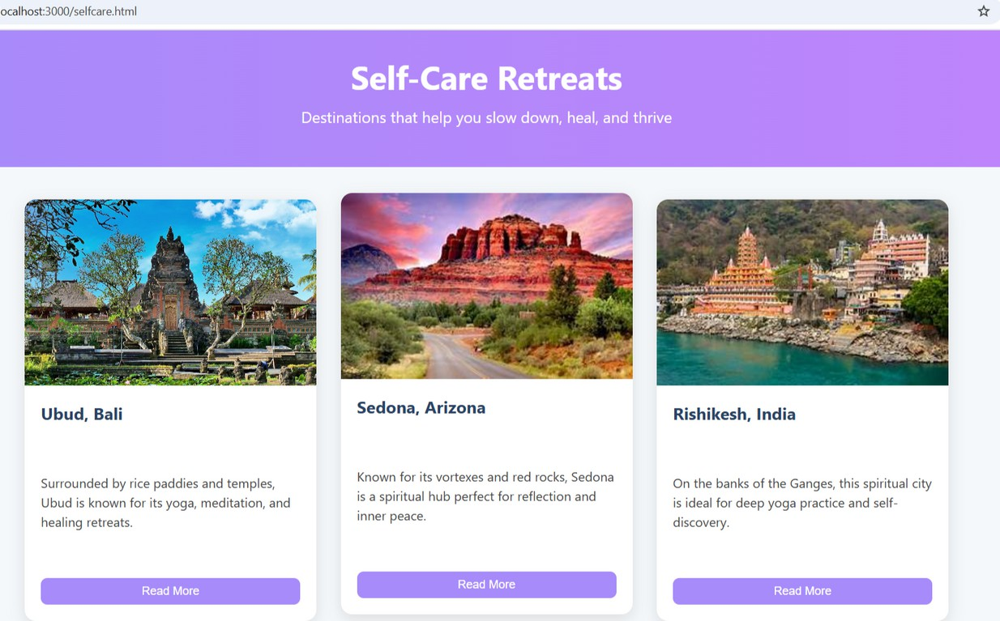 ocalhost:3000/selfcare.html
Self-Care Retreats
Destinations that help you slow down, heal, and thrive
Ubud, Bali
Surrounded by rice paddies and temples,
Ubud is known for its yoga, meditation, and
healing retreats.
Read More
Sedona, Arizona
Known for its vortexes and red rocks, Sedona
is a spiritual hub perfect for reflection and
inner peace.
Read More
Rishikesh, India
On the banks of the Ganges, this spiritual city
is ideal for deep yoga practice and self-
discovery.
Read More